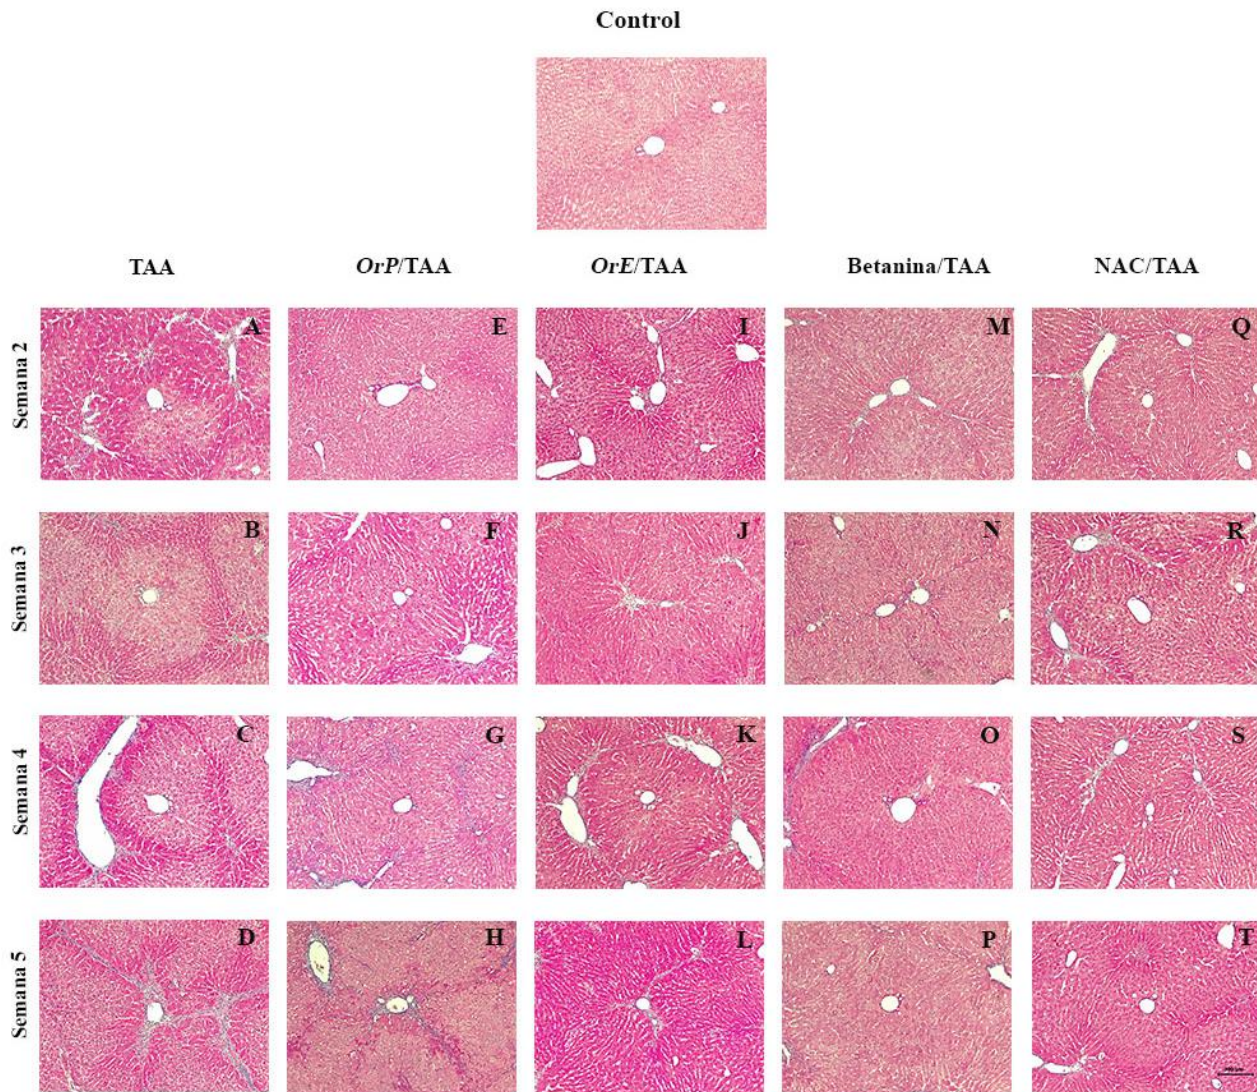 Control
TAA OrP/TAA OrE/TAA Betanina/TAA NAC/TAA
Semana 2
A E I M Q
Semana 3
B F J N R
Semana 4
C G K O S
Semana 5
D H L P T